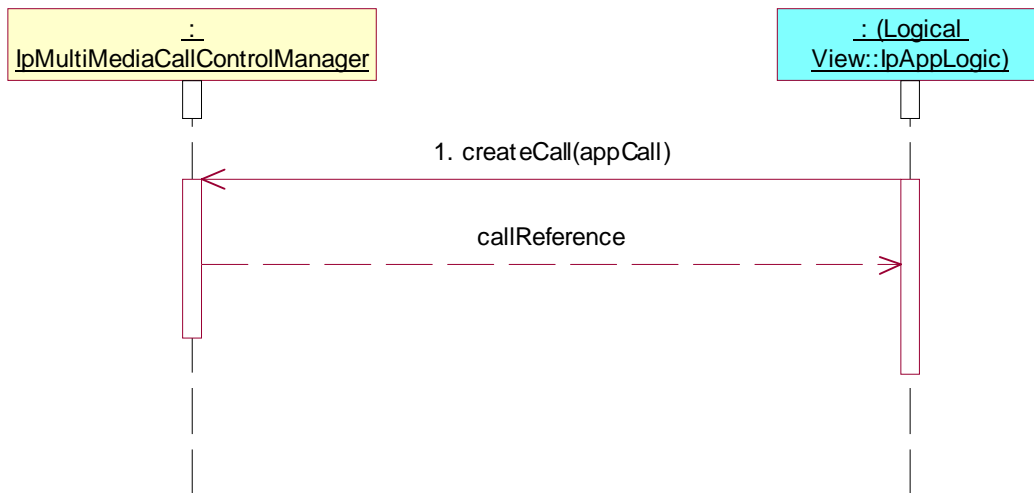 :
IpMultiMediaCallControlManager
: (Logical
View::IpAppLogic)
1. createCall(appCall)
callReference